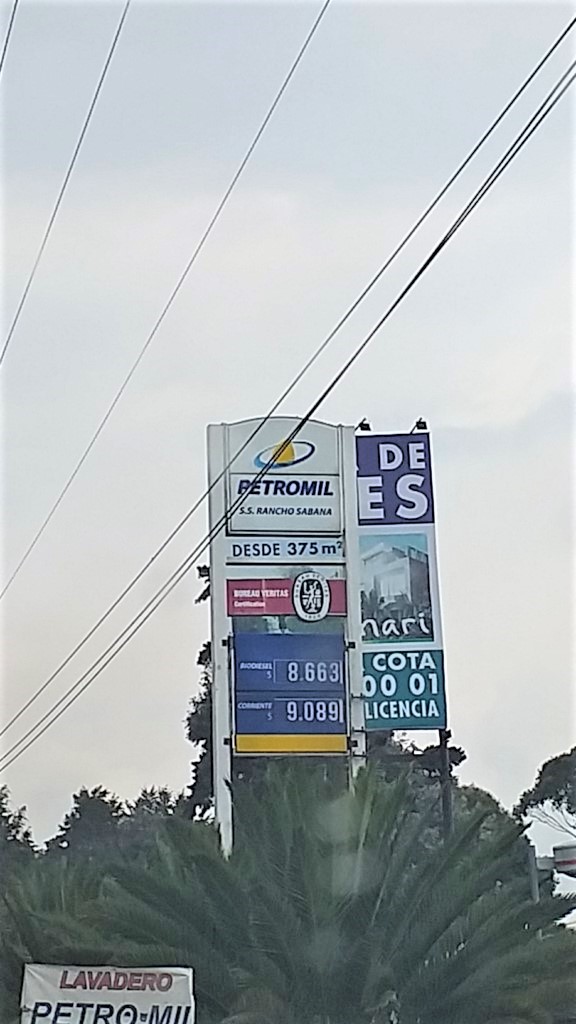 PETROMIL
S.S. RANCHO SABANA
DESDE 375 m²
BUREAU VERITAS
Certification
BIODIESEL
$ 8.663
CORRIENTE
$ 9.089
DE
ES
nari
COTA
00 01
LICENCIA
LAVADERO
PETRO-MIL